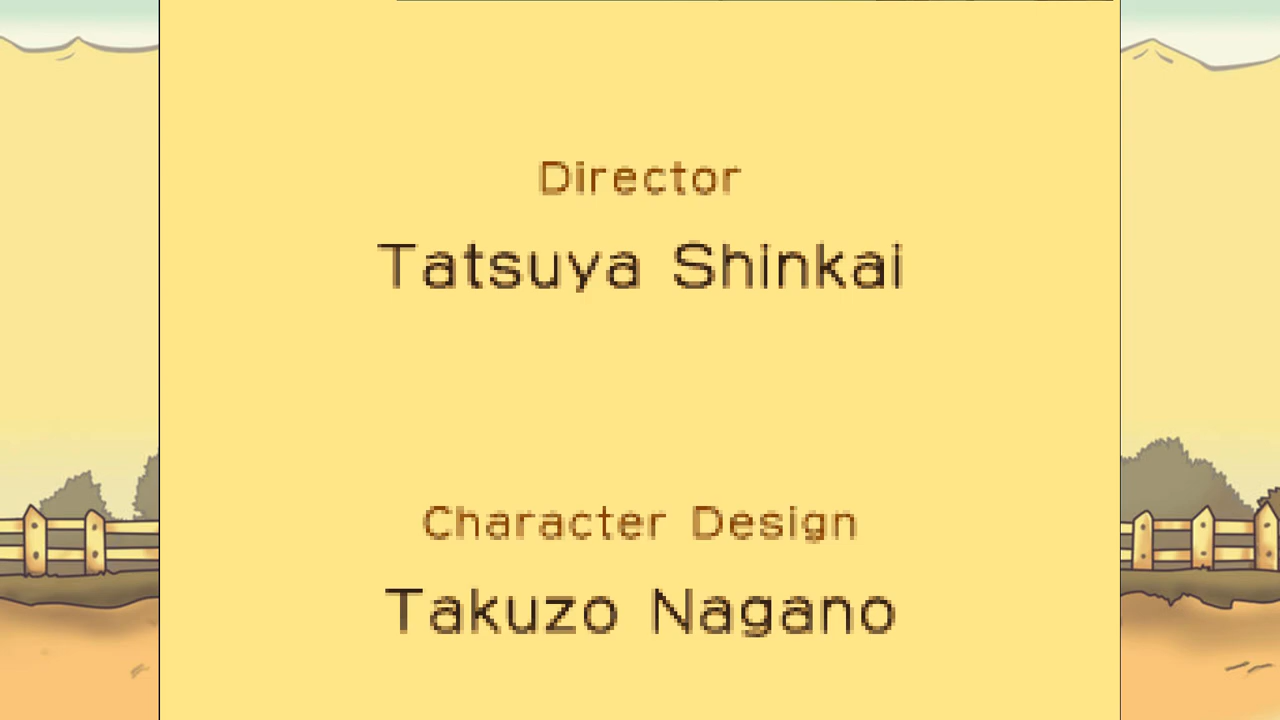 Director
Tatsuya Shinkai
Character Design
Takuzo Nagano